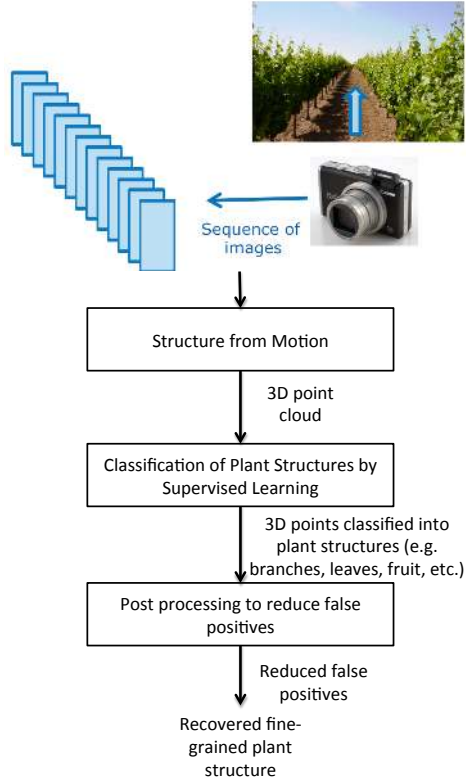 Sequence of
images
Structure from Motion
3D point
cloud
Classification of Plant Structures by
Supervised Learning
3D points classified into
plant structures (e.g.
branches, leaves, fruit, etc.)
Post processing to reduce false
positives
Reduced false
positives
Recovered fine-
grained plant
structure